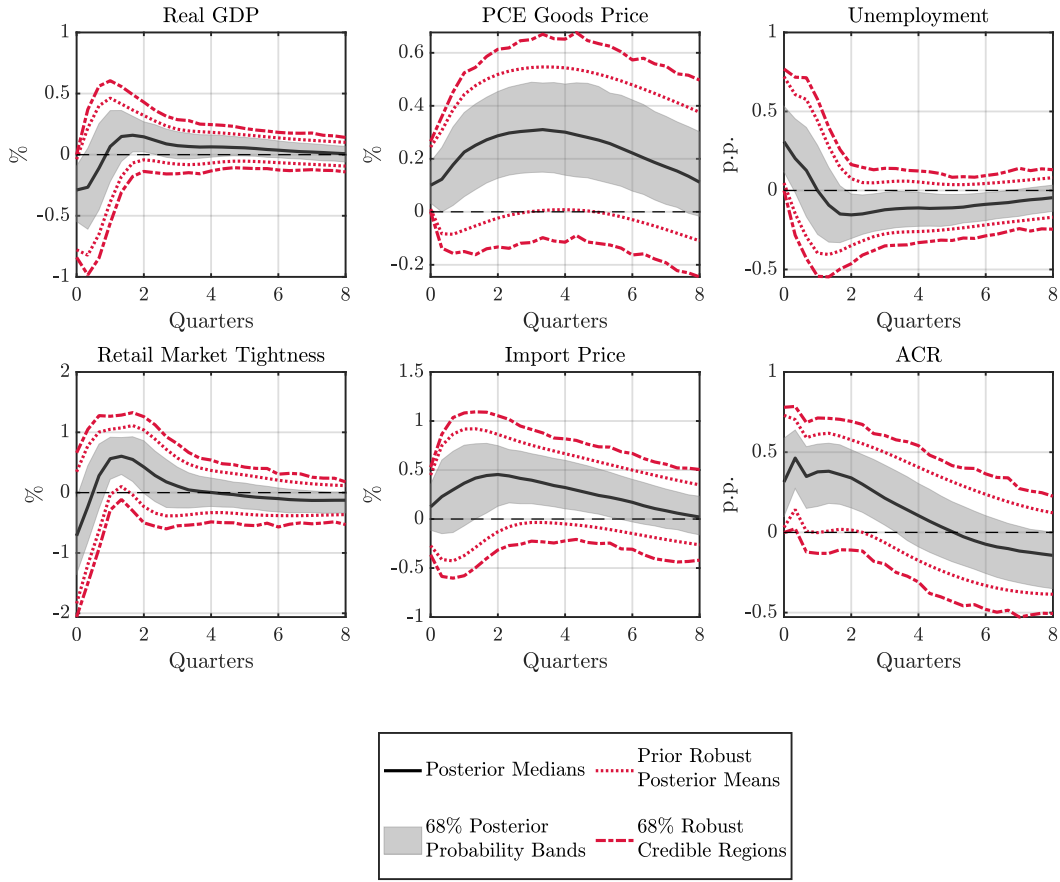 Real GDP
PCE Goods Price
Unemployment
1
0.5
0
-0.5
-1
%
0 2 4 6 8
Quarters
0.6
0.4
0.2
0
-0.2
%
0 2 4 6 8
Quarters
1
0.5
0
-0.5
p.p.
0 2 4 6 8
Quarters
Retail Market Tightness
Import Price
ACR
2
1
0
-1
-2
%
0 2 4 6 8
Quarters
1.5
1
0.5
0
-0.5
-1
%
0 2 4 6 8
Quarters
1
0.5
0
-0.5
p.p.
0 2 4 6 8
Quarters
Posterior Medians
Prior Robust
Posterior Means
68% Posterior
Probability Bands
68% Robust
Credible Regions